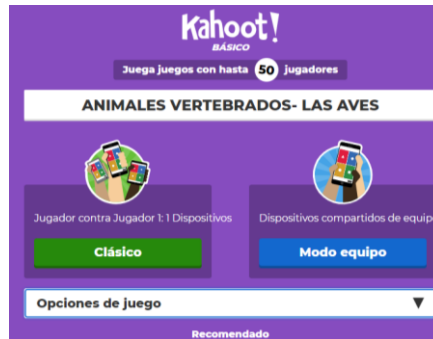 Kahoot!
BÁSICO
Juega juegos con hasta 50 jugadores
ANIMALES VERTEBRADOS- LAS AVES
Jugador contra Jugador 1:1 Dispositivos
Dispositivos compartidos de equip
Clásico
Modo equipo
Opciones de juego
Recomendado